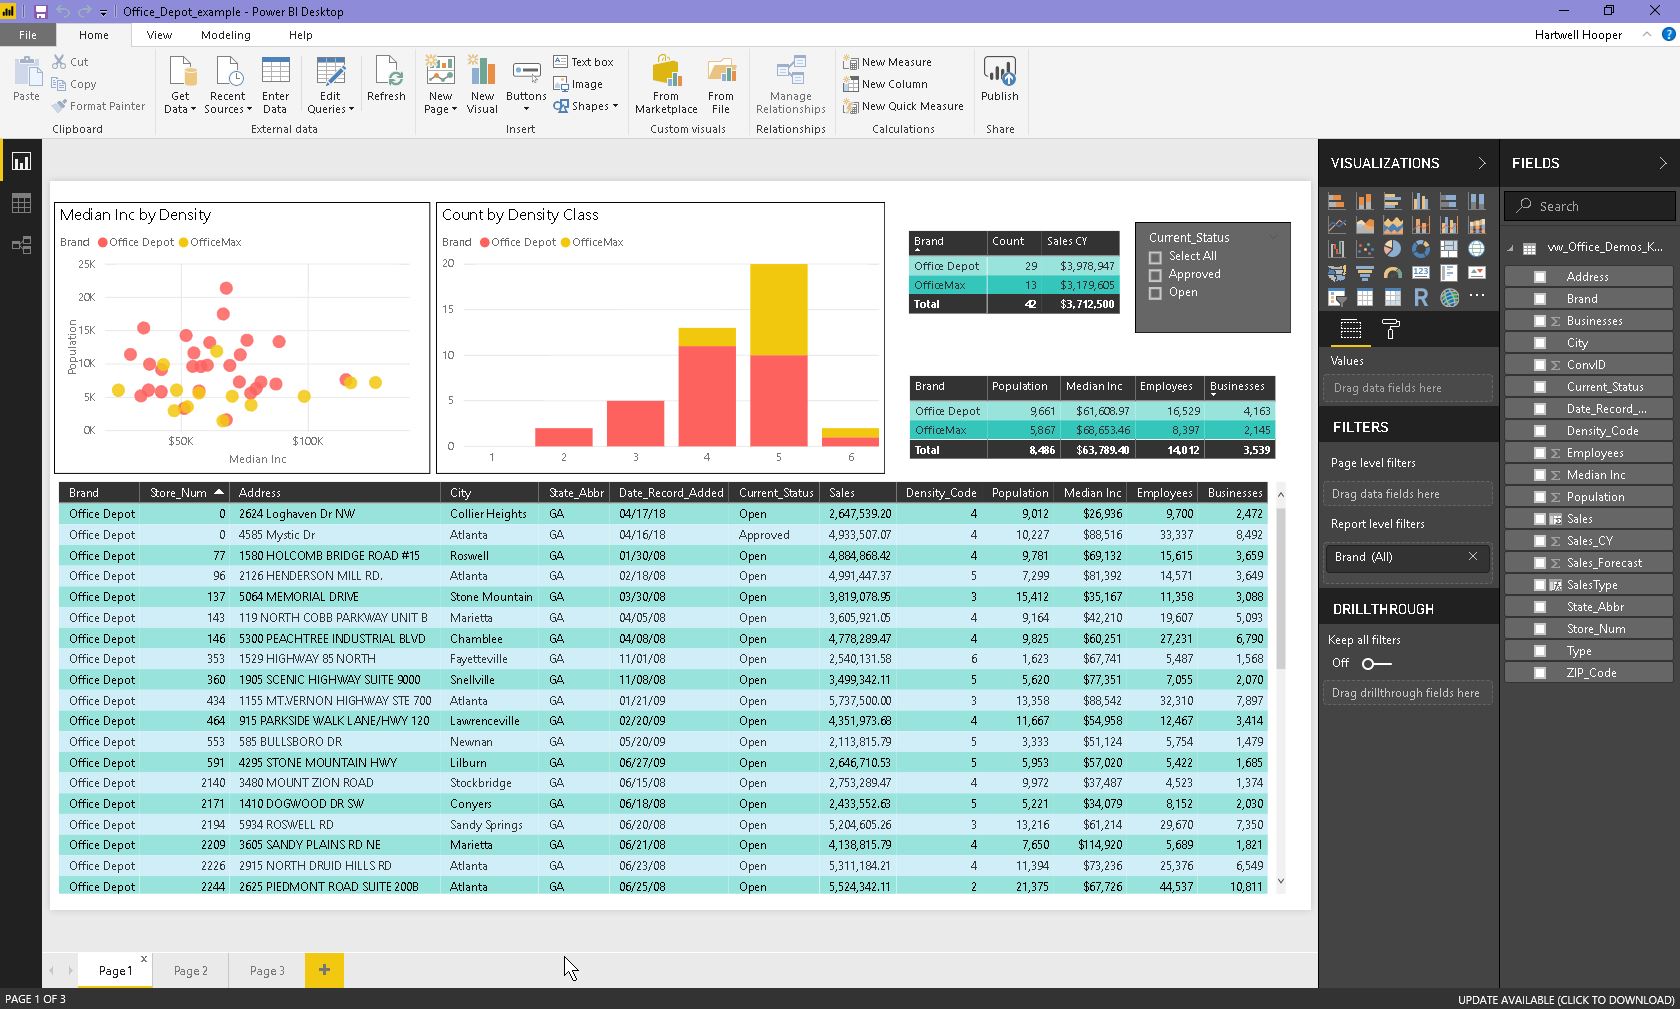 Office_Depot_example - Power BI Desktop
File Home View Modeling Help Hartwell Hooper ?
Paste Cut Copy Format Painter
Clipboard
Get Data Recent Sources Enter Data Edit Queries Refresh
External data
New Page New Visual Buttons Text box Image Shapes
Insert
From Marketplace From File
Custom visuals
Manage Relationships
Relationships
New Measure
New Column
New Quick Measure
Calculations
Publish
Share
Median Inc by Density
Brand Office Depot OfficeMax
25K
20K
15K
10K
5K
0K
Population
$50K $100K
Median Inc
Count by Density Class
Brand Office Depot OfficeMax
20
15
10
5
0
1 2 3 4 5 6
Brand Count Sales CY
Office Depot 29 $3,978,947
OfficeMax 13 $3,179,605
Total 42 $3,712,500
Current_Status
Select All
Approved
Open
Brand Population Median Inc Employees Businesses
Office Depot 9,661 $61,608.97 16,529 4,163
OfficeMax 5,867 $68,653.46 8,397 2,145
Total 8,486 $63,789.40 14,012 3,539
Brand Store_Num Address City State_Abbr Date_Record_Added Current_Status Sales Density_Code Population Median Inc Employees Businesses
Office Depot 0 2624 Loghaven Dr NW Collier Heights GA 04/17/18 Open 2,647,539.20 4 9,012 $26,936 9,700 2,472
Office Depot 0 4585 Mystic Dr Atlanta GA 04/16/18 Approved 4,933,507.07 4 10,227 $88,516 33,337 8,492
Office Depot 77 1580 HOLCOMB BRIDGE ROAD #15 Roswell GA 01/30/08 Open 4,884,868.42 4 9,781 $69,132 15,615 3,659
Office Depot 96 2126 HENDERSON MILL RD. Atlanta GA 02/18/08 Open 4,991,447.37 5 7,299 $81,392 14,571 3,649
Office Depot 137 5064 MEMORIAL DRIVE Stone Mountain GA 03/30/08 Open 3,819,078.95 3 15,412 $35,167 11,358 3,088
Office Depot 143 119 NORTH COBB PARKWAY UNIT B Marietta GA 04/05/08 Open 3,605,921.05 4 9,164 $42,210 19,607 5,093
Office Depot 146 5300 PEACHTREE INDUSTRIAL BLVD Chamblee GA 04/08/08 Open 4,778,289.47 4 9,825 $60,251 27,231 6,790
Office Depot 353 1529 HIGHWAY 85 NORTH Fayetteville GA 11/01/08 Open 2,540,131.58 6 1,623 $67,741 5,487 1,568
Office Depot 360 1905 SCENIC HIGHWAY SUITE 9000 Snellville GA 11/08/08 Open 3,499,342.11 5 5,620 $77,351 7,055 2,070
Office Depot 434 1155 MT.VERNON HIGHWAY STE 700 Atlanta GA 01/21/09 Open 5,737,500.00 3 13,358 $88,542 32,310 7,897
Office Depot 464 915 PARKSIDE WALK LANE/HWY 120 Lawrenceville GA 02/20/09 Open 4,351,973.68 4 11,667 $54,958 12,467 3,414
Office Depot 553 585 BULLSBORO DR Newnan GA 05/20/09 Open 2,113,815.79 5 3,333 $51,124 5,754 1,479
Office Depot 591 4295 STONE MOUNTAIN HWY Lilburn GA 06/27/09 Open 2,646,710.53 5 5,953 $57,020 5,422 1,685
Office Depot 2140 3480 MOUNT ZION ROAD Stockbridge GA 06/15/08 Open 2,753,289.47 4 9,972 $37,487 4,523 1,374
Office Depot 2171 1410 DOGWOOD DR SW Conyers GA 06/18/08 Open 2,433,552.63 5 5,221 $34,079 8,152 2,030
Office Depot 2194 5934 ROSWELL RD Sandy Springs GA 06/20/08 Open 5,204,605.26 3 13,216 $61,214 29,670 7,350
Office Depot 2209 3605 SANDY PLAINS RD NE Marietta GA 06/21/08 Open 4,138,815.79 4 7,650 $114,920 5,689 1,821
Office Depot 2226 2915 NORTH DRUID HILLS RD Atlanta GA 06/23/08 Open 5,311,184.21 4 11,394 $73,236 25,376 6,549
Office Depot 2244 2625 PIEDMONT ROAD SUITE 200B Atlanta GA 06/25/08 Open 5,524,342.11 2 21,375 $67,726 44,537 10,811
VISUALIZATIONS
123
R
Values
Drag data fields here
FILTERS
Page level filters
Drag data fields here
Report level filters
Brand (All)
DRILLTHROUGH
Keep all filters
Off
Drag drillthrough fields here
FIELDS
Search
vw_Office_Demos_K...
Address
Brand
Σ Businesses
City
Σ ConvID
Current_Status
Date_Record_...
Density_Code
Σ Employees
Σ Median Inc
Σ Population
Sales
Σ Sales_CY
Σ Sales_Forecast
SalesType
State_Abbr
Store_Num
Type
ZIP_Code
Page 1 x Page 2 Page 3 +
PAGE 1 OF 3 UPDATE AVAILABLE (CLICK TO DOWNLOAD)